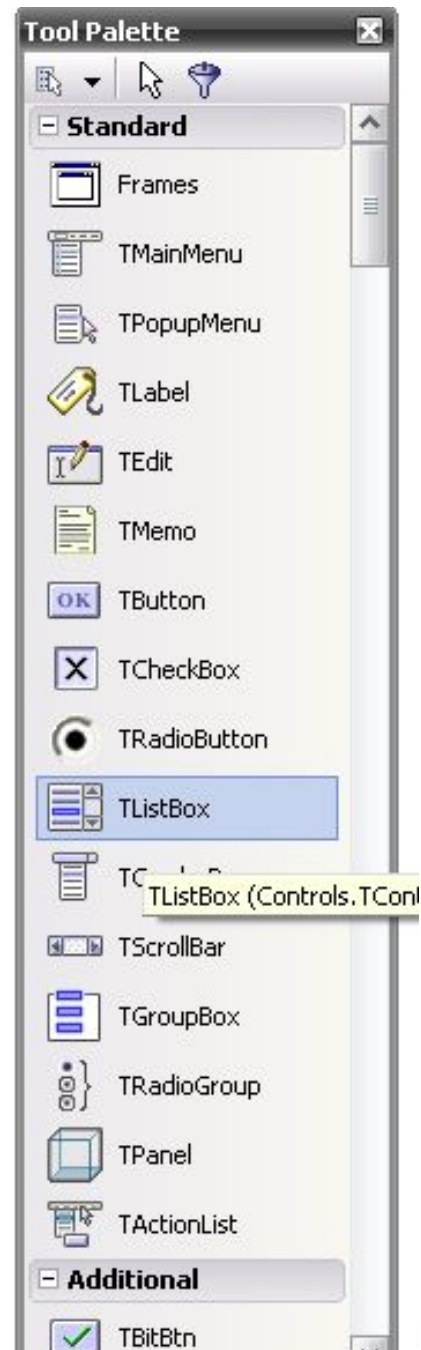 Tool Palette
Standard
Frames
TMainMenu
TPopupMenu
TLabel
TEdit
TMemo
OK TButton
TCheckBox
TRadioButton
TListBox
TListBox (Controls.TCont
TScrollBar
TGroupBox
TRadioGroup
TPanel
TActionList
Additional
TBitBtn